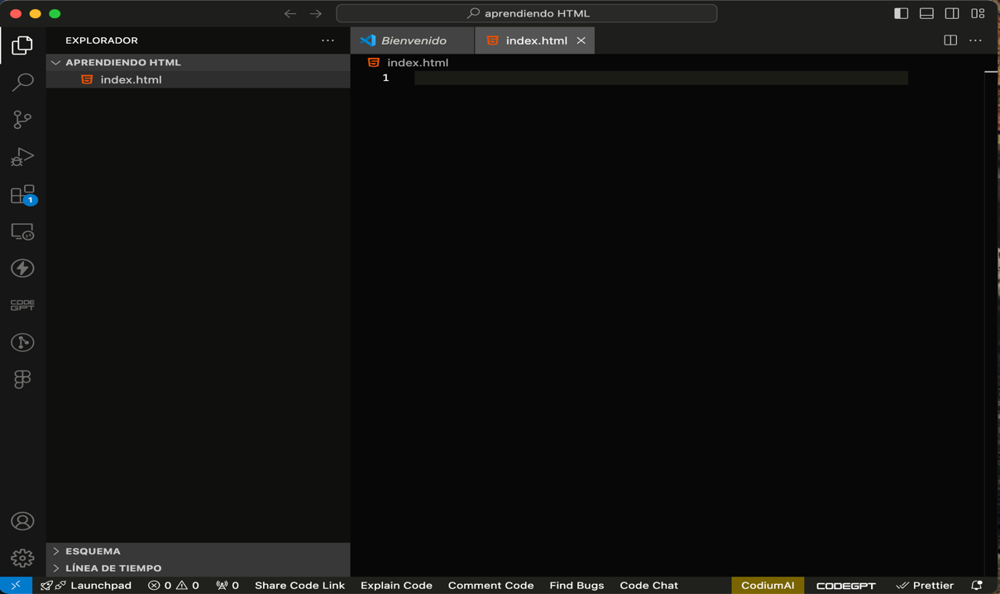 aprendiendo HTML
EXPLORADOR
Bienvenido
index.html
APRENDIENDO HTML
index.html
index.html
1
1
CODE
GPT
ESQUEMA
LÍNEA DE TIEMPO
Launchpad 0 0 0 Share Code Link Explain Code Comment Code Find Bugs Code Chat CodiumAI CODEGPT Prettier